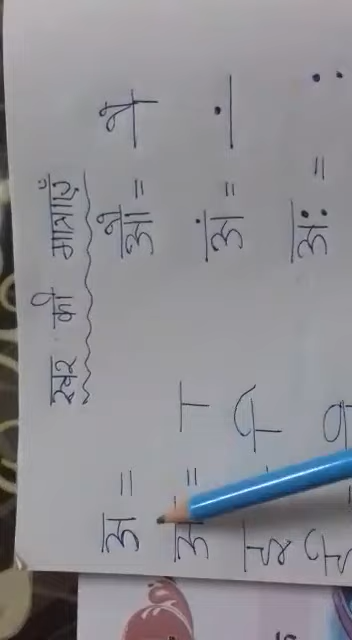 स्वर की मात्राएँ
अ = औ = ौ
आ = ा अं = ं
इ = ि अः = ः